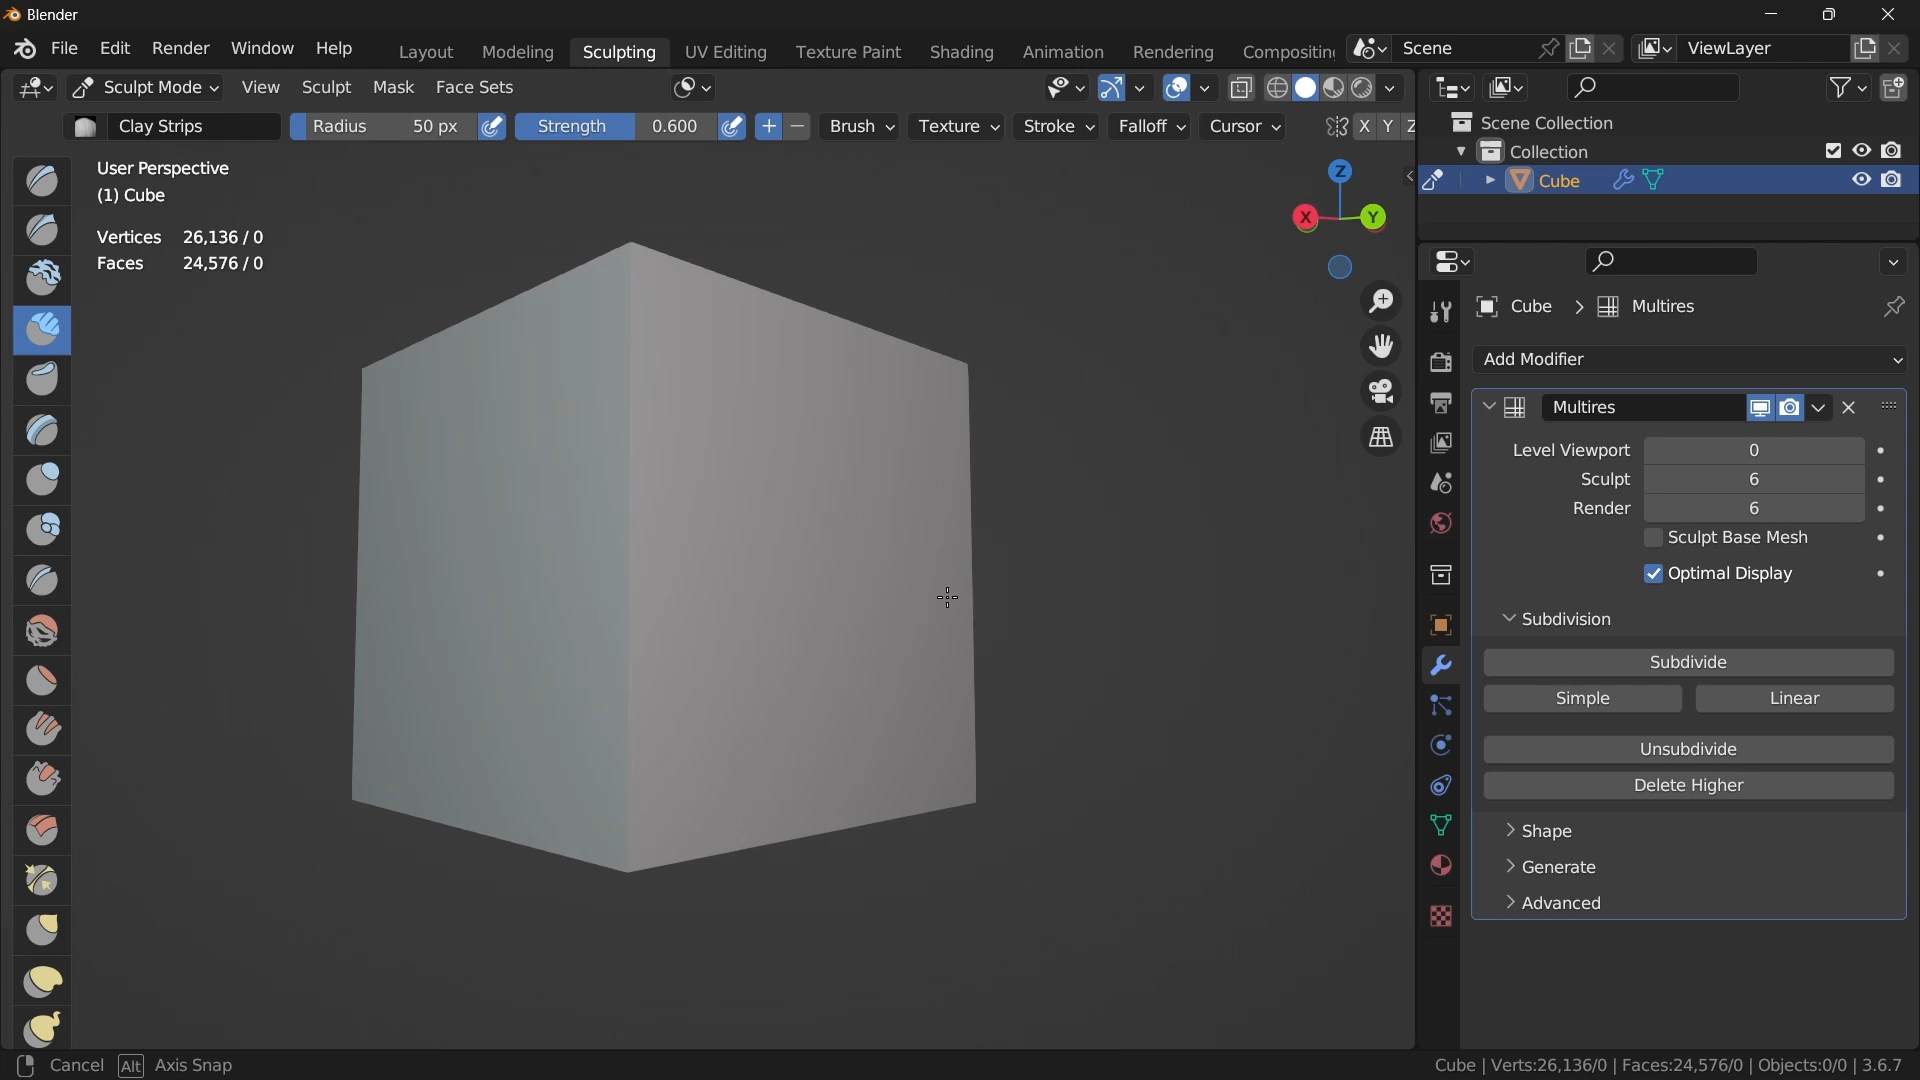 Blender
File Edit Render Window Help Layout Modeling Sculpting UV Editing Texture Paint Shading Animation Rendering Scene ViewLayer
Sculpt Mode View Sculpt Mask Face Sets
Clay Strips Radius 50 px Strength 0.600 + − Brush Texture Stroke Falloff Cursor X Y Z
User Perspective
(1) Cube
Vertices 26,136 / 0
Faces 24,576 / 0
Z
X
Y
Scene Collection
Collection
Cube
Cube > Multires
Add Modifier
Multires
Level Viewport 0
Sculpt 6
Render 6
Sculpt Base Mesh
Optimal Display
Subdivision
Subdivide
Simple Linear
Unsubdivide
Delete Higher
Shape
Generate
Advanced
Cancel Alt Axis Snap
Cube | Verts:26,136/0 | Faces:24,576/0 | Objects:0/0 | 3.6.7